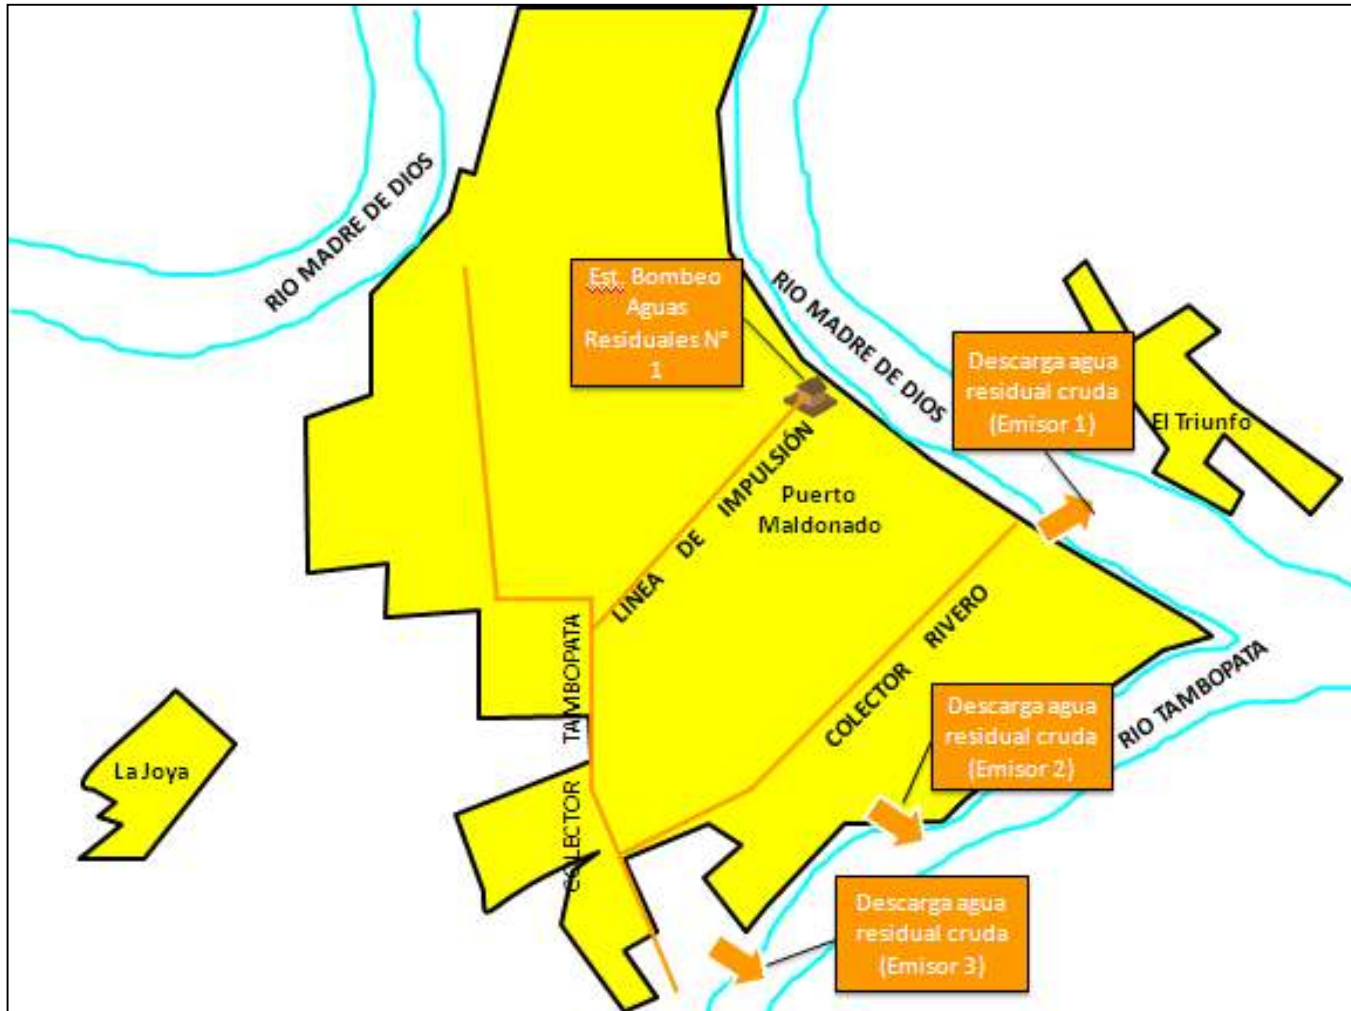 RIO MADRE DE DIOS
Est. Bombeo
Aguas
Residuales N°
1
RIO MADRE DE DIOS
Descarga agua
residual cruda
(Emisor 1)
El Triunfo
LINEA DE IMPULSIÓN
Puerto
Maldonado
COLECTOR RIVERO
COLECTOR TAMBOPATA
RIO TAMBOPATA
Descarga agua
residual cruda
(Emisor 2)
La Joya
Descarga agua
residual cruda
(Emisor 3)